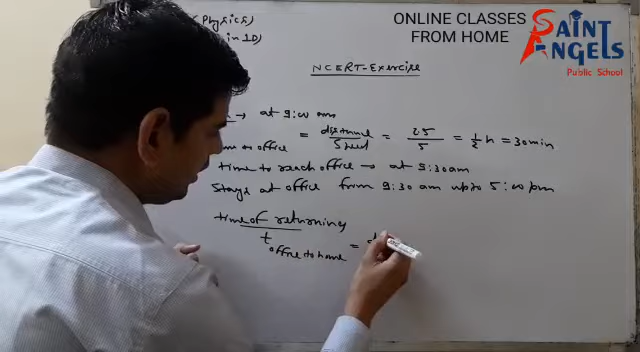 (Physics)
in 1D)
ONLINE CLASSES
FROM HOME
SAINT
ANGELS
Public School
NCERT-Exercise
→ at 9:00 am
office = distance / Speed = 2.5 / 5 = 1/2 h = 30 min
time to reach office → at 9:30 am
Stays at office from 9:30 am upto 5:00 pm
time of returning
t office to home = d